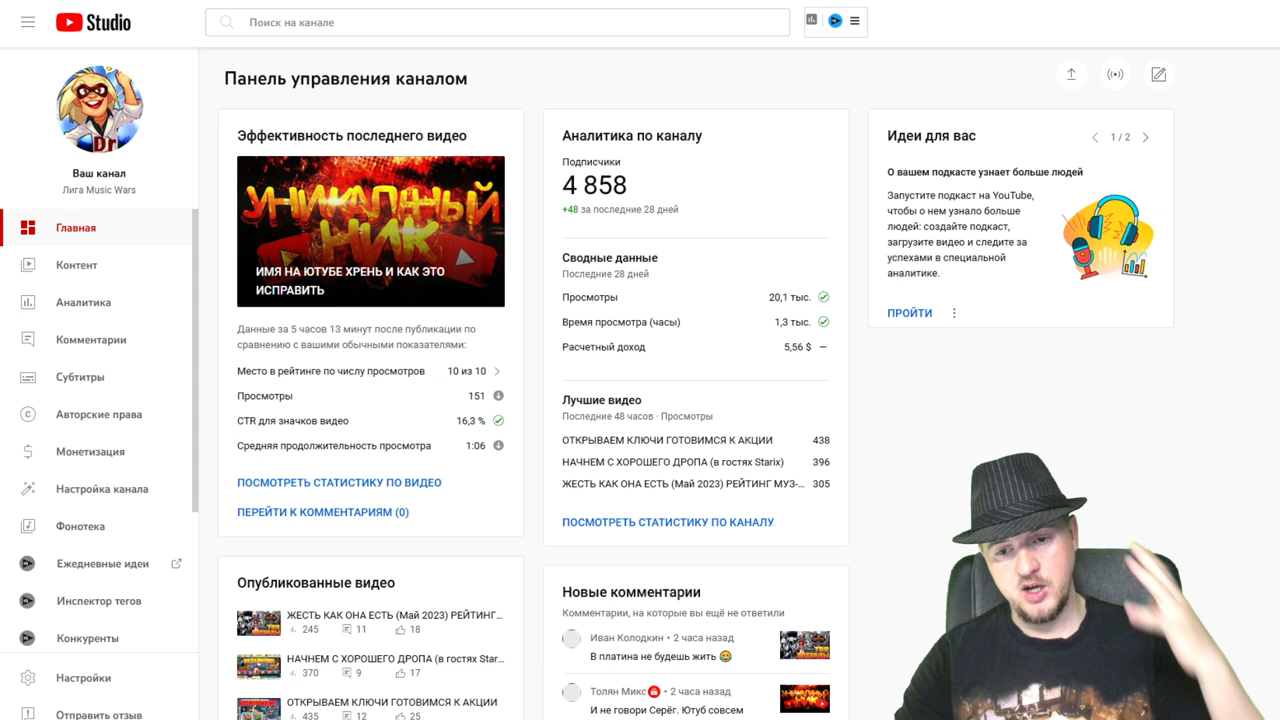 Studio
Поиск на канале
Dr
Ваш канал
Лига Music Wars
Главная
Контент
Аналитика
Комментарии
Субтитры
Авторские права
Монетизация
Настройка канала
Фонотека
Ежедневные идеи
Инспектор тегов
Конкуренты
Настройки
Отправить отзыв
Панель управления каналом
Эффективность последнего видео
УНИКАЛЬНЫЙ
НИК
ИМЯ НА ЮТУБЕ ХРЕНЬ И КАК ЭТО
ИСПРАВИТЬ
Данные за 5 часов 13 минут после публикации по
сравнению с вашими обычными показателями:
Место в рейтинге по числу просмотров 10 из 10
Просмотры 151
CTR для значков видео 16,3 %
Средняя продолжительность просмотра 1:06
ПОСМОТРЕТЬ СТАТИСТИКУ ПО ВИДЕО
ПЕРЕЙТИ К КОММЕНТАРИЯМ (0)
Опубликованные видео
ЖЕСТЬ КАК ОНА ЕСТЬ (Май 2023) РЕЙТИНГ...
245 11 18
НАЧНЕМ С ХОРОШЕГО ДРОПА (в гостях Star...
370 9 17
ОТКРЫВАЕМ КЛЮЧИ ГОТОВИМСЯ К АКЦИИ
435 12 25
Аналитика по каналу
Подписчики
4 858
+48 за последние 28 дней
Сводные данные
Последние 28 дней
Просмотры 20,1 тыс.
Время просмотра (часы) 1,3 тыс.
Расчетный доход 5,56 $ —
Лучшие видео
Последние 48 часов · Просмотры
ОТКРЫВАЕМ КЛЮЧИ ГОТОВИМСЯ К АКЦИИ 438
НАЧНЕМ С ХОРОШЕГО ДРОПА (в гостях Starix) 396
ЖЕСТЬ КАК ОНА ЕСТЬ (Май 2023) РЕЙТИНГ МУЗ-... 305
ПОСМОТРЕТЬ СТАТИСТИКУ ПО КАНАЛУ
Новые комментарии
Комментарии, на которые вы ещё не ответили
Иван Колодкин • 2 часа назад
В платина не будешь жить 😂
Толян Микс • 2 часа назад
И не говори Серёг. Ютуб совсем
Идеи для вас
1 / 2
О вашем подкасте узнает больше людей
Запустите подкаст на YouTube,
чтобы о нем узнало больше
людей: создайте подкаст,
загрузите видео и следите за
успехами в специальной
аналитике.
ПРОЙТИ